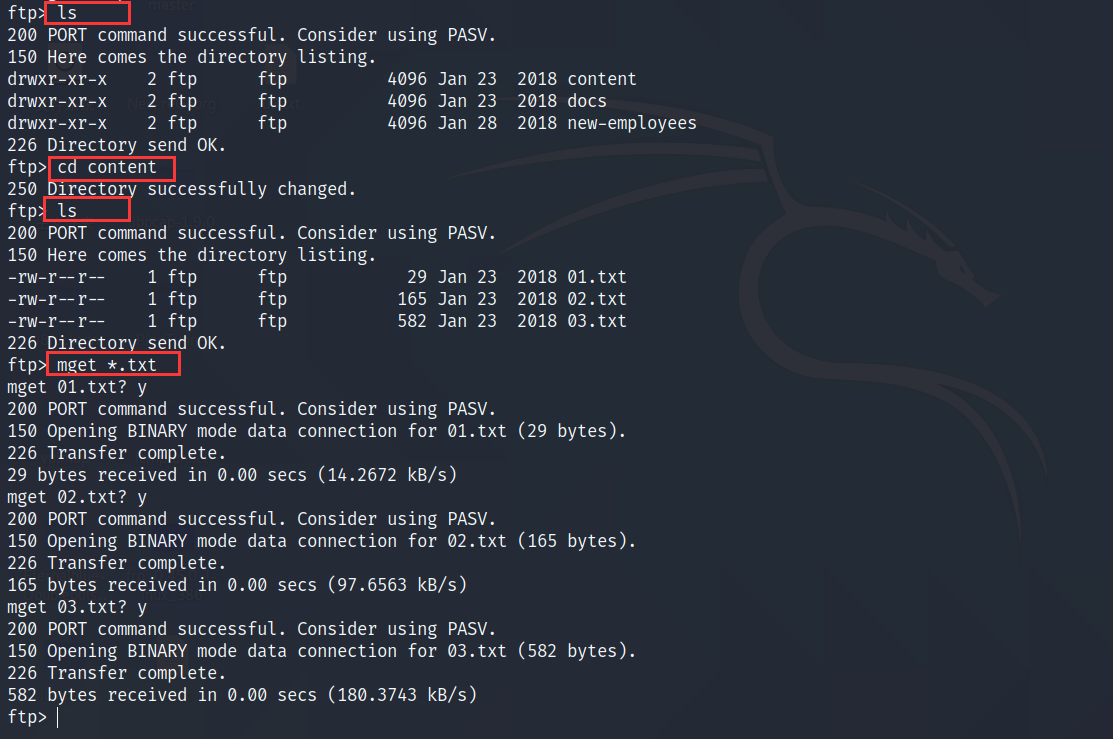 ftp> ls
200 PORT command successful. Consider using PASV.
150 Here comes the directory listing.
drwxr-xr-x    2 ftp      ftp          4096 Jan 23  2018 content
drwxr-xr-x    2 ftp      ftp          4096 Jan 23  2018 docs
drwxr-xr-x    2 ftp      ftp          4096 Jan 28  2018 new-employees
226 Directory send OK.
ftp> cd content
250 Directory successfully changed.
ftp> ls
200 PORT command successful. Consider using PASV.
150 Here comes the directory listing.
-rw-r--r--    1 ftp      ftp            29 Jan 23  2018 01.txt
-rw-r--r--    1 ftp      ftp           165 Jan 23  2018 02.txt
-rw-r--r--    1 ftp      ftp           582 Jan 23  2018 03.txt
226 Directory send OK.
ftp> mget *.txt
mget 01.txt? y
200 PORT command successful. Consider using PASV.
150 Opening BINARY mode data connection for 01.txt (29 bytes).
226 Transfer complete.
29 bytes received in 0.00 secs (14.2672 kB/s)
mget 02.txt? y
200 PORT command successful. Consider using PASV.
150 Opening BINARY mode data connection for 02.txt (165 bytes).
226 Transfer complete.
165 bytes received in 0.00 secs (97.6563 kB/s)
mget 03.txt? y
200 PORT command successful. Consider using PASV.
150 Opening BINARY mode data connection for 03.txt (582 bytes).
226 Transfer complete.
582 bytes received in 0.00 secs (180.3743 kB/s)
ftp>